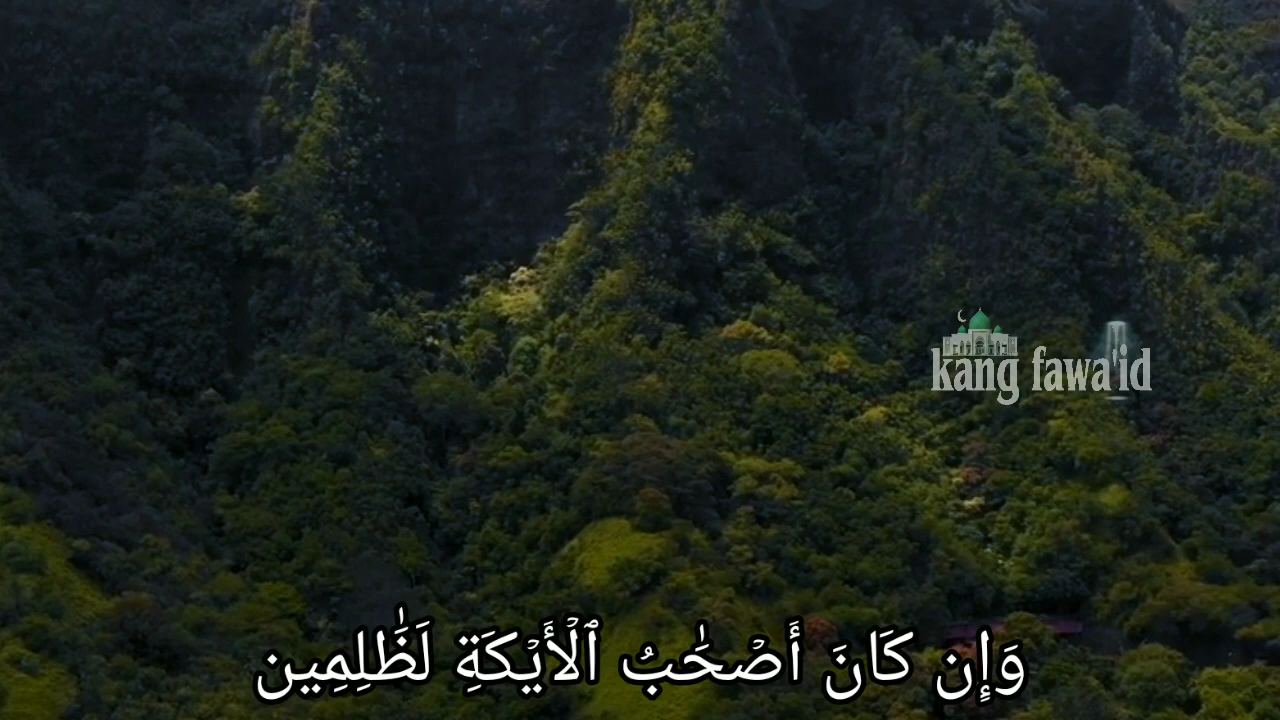 kang fawa'id
وَإِن كَانَ أَصْحَٰبُ ٱلْأَيْكَةِ لَظَٰلِمِين